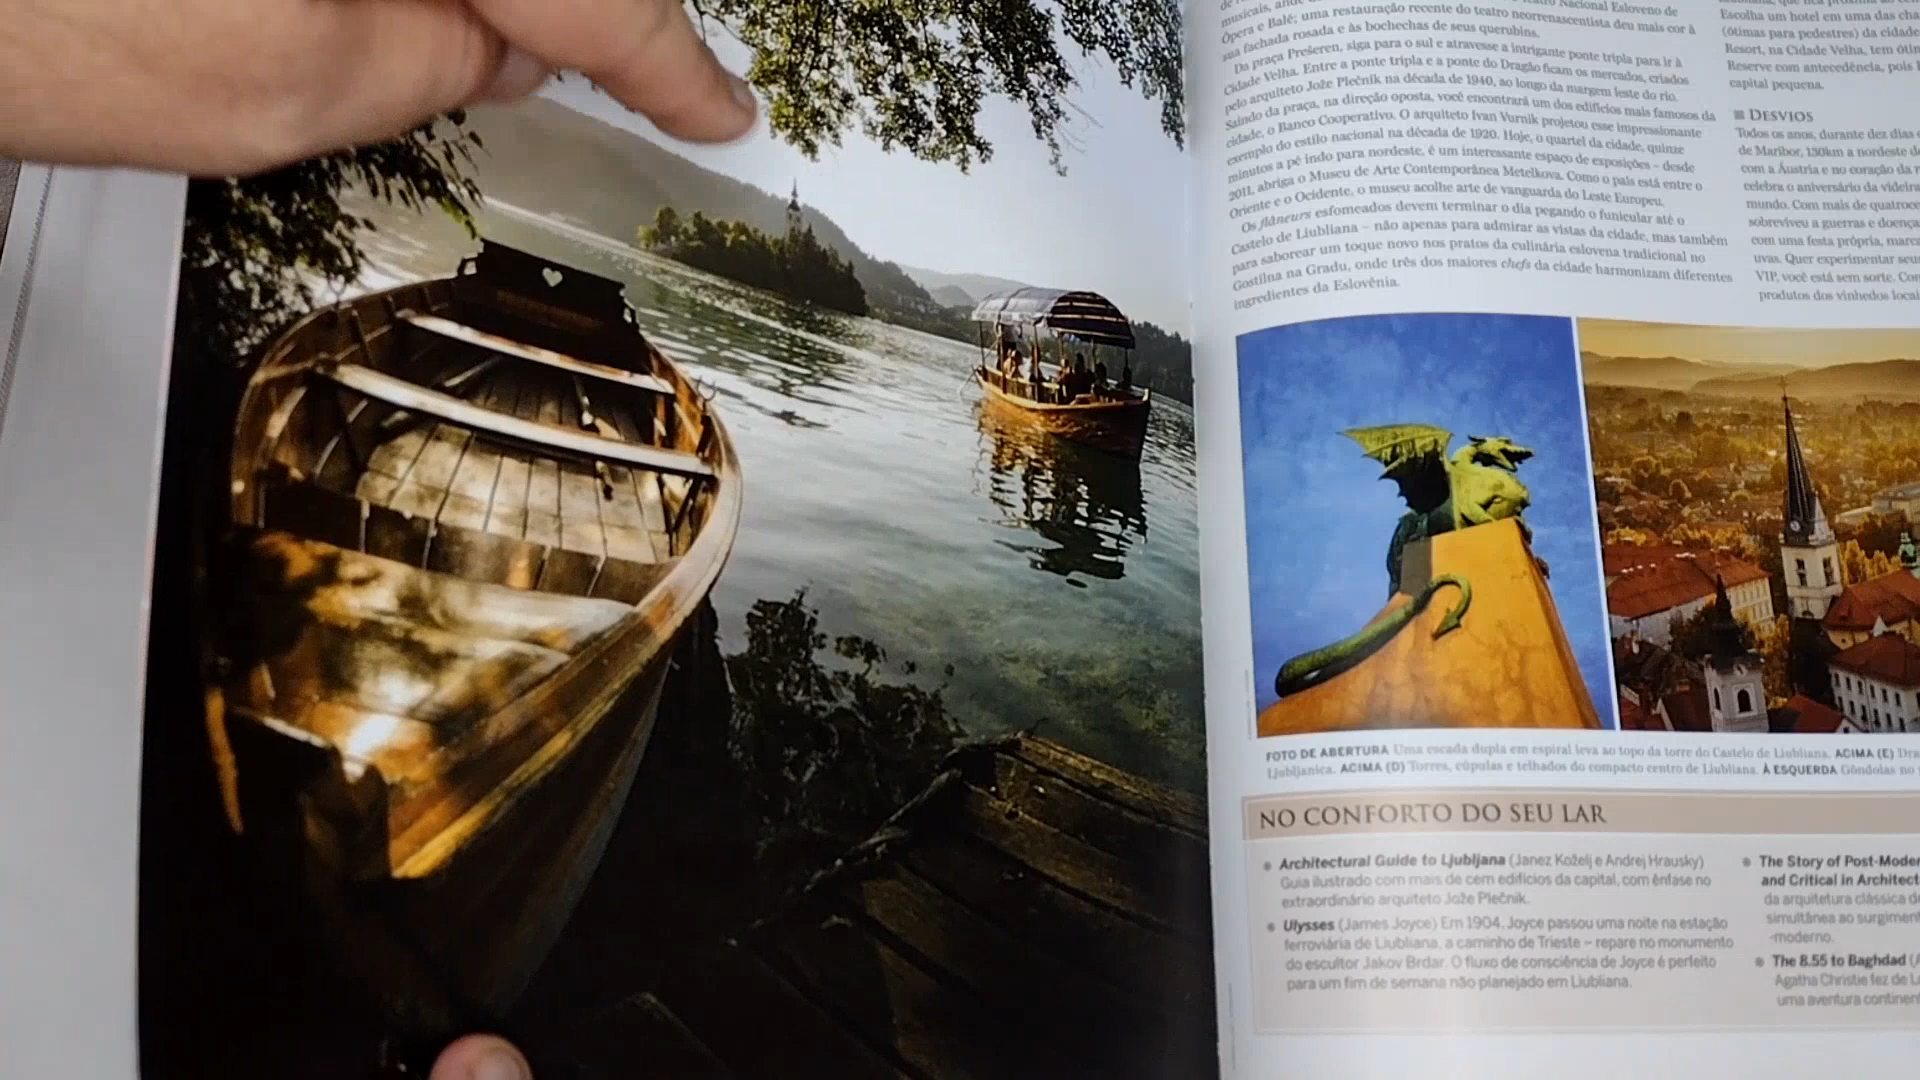 Nacional Esloveno de
musicais,
Ópera e Balé; uma restauração recente do teatro neorrenascentista deu mais cor à
sua fachada rosada e às bochechas de seus querubins.
Da praça Prešeren, siga para o sul e atravesse a intrigante ponte tripla para ir à
Cidade Velha. Entre a ponte tripla e a ponte do Dragão ficam os mercados, criados
pelo arquiteto Jože Plečnik na década de 1940, ao longo da margem leste do rio.
Saindo da praça, na direção oposta, você encontrará um dos edifícios mais famosos da
cidade, o Banco Cooperativo. O arquiteto Ivan Vurnik projetou esse impressionante
exemplo do estilo nacional na década de 1920. Hoje, o quartel da cidade, quinze
minutos a pé indo para nordeste, é um interessante espaço de exposições – desde
2011, abriga o Museu de Arte Contemporânea Metelkova. Como o país está entre o
Oriente e o Ocidente, o museu acolhe arte de vanguarda do Leste Europeu.
Os flâneurs esfomeados devem terminar o dia pegando o funicular até o
Castelo de Liubliana – não apenas para admirar as vistas da cidade, mas também
para saborear um toque novo nos pratos da culinária eslovena tradicional no
Gostilna na Gradu, onde três dos maiores chefs da cidade harmonizam diferentes
ingredientes da Eslovênia.
Escolha um hotel em uma das
(ótimas para pedestres) da cidade
Resort, na Cidade Velha, tem
Reserve com antecedência, pois
capital pequena.
■ DESVIOS
Todos os anos, durante dez dias
de Maribor, 130km a nordeste
com a Áustria e no coração da
celebra o aniversário da videira
mundo. Com mais de
sobreviveu a guerras e
com uma festa própria,
uvas. Quer experimentar
VIP, você está sem sorte.
produtos dos vinhedos
FOTO DE ABERTURA Uma escada dupla em espiral leva ao topo da torre do Castelo de Liubliana. ACIMA (E)
Ljubljanica. ACIMA (D) Torres, cúpulas e telhados do compacto centro de Liubliana. À ESQUERDA Gôndolas no
NO CONFORTO DO SEU LAR
● Architectural Guide to Ljubljana (Janez Koželj e Andrej Hrausky)
Guia ilustrado com mais de cem edifícios da capital, com ênfase no
extraordinário arquiteto Jože Plečnik.
● Ulysses (James Joyce) Em 1904, Joyce passou uma noite na estação
ferroviária de Liubliana, a caminho de Trieste – repare no monumento
do escultor Jakov Brdar. O fluxo de consciência de Joyce é perfeito
para um fim de semana não planejado em Liubliana.
● The Story of
and Critical in
da arquitetura clássica
simultânea ao
-moderno.
● The 8.55 to Baghdad
Agatha Christie fez de
uma aventura